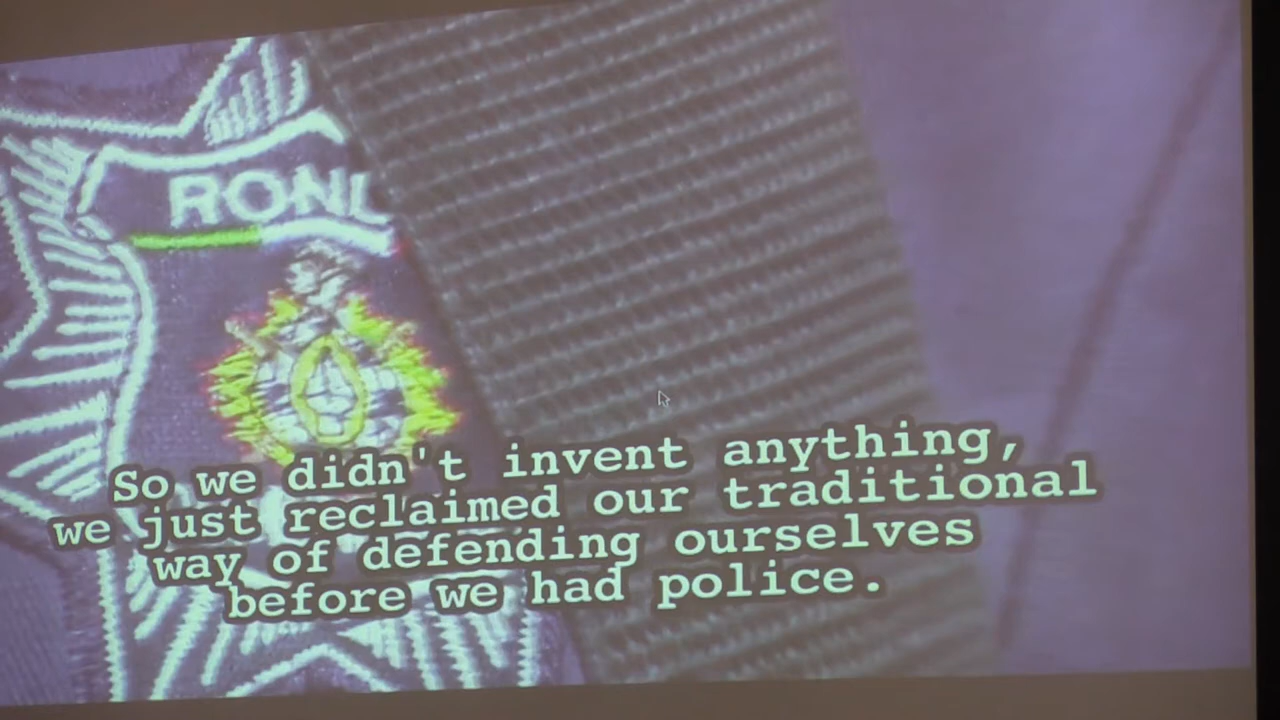 RONL
So we didn't invent anything,
we just reclaimed our traditional
way of defending ourselves
before we had police.